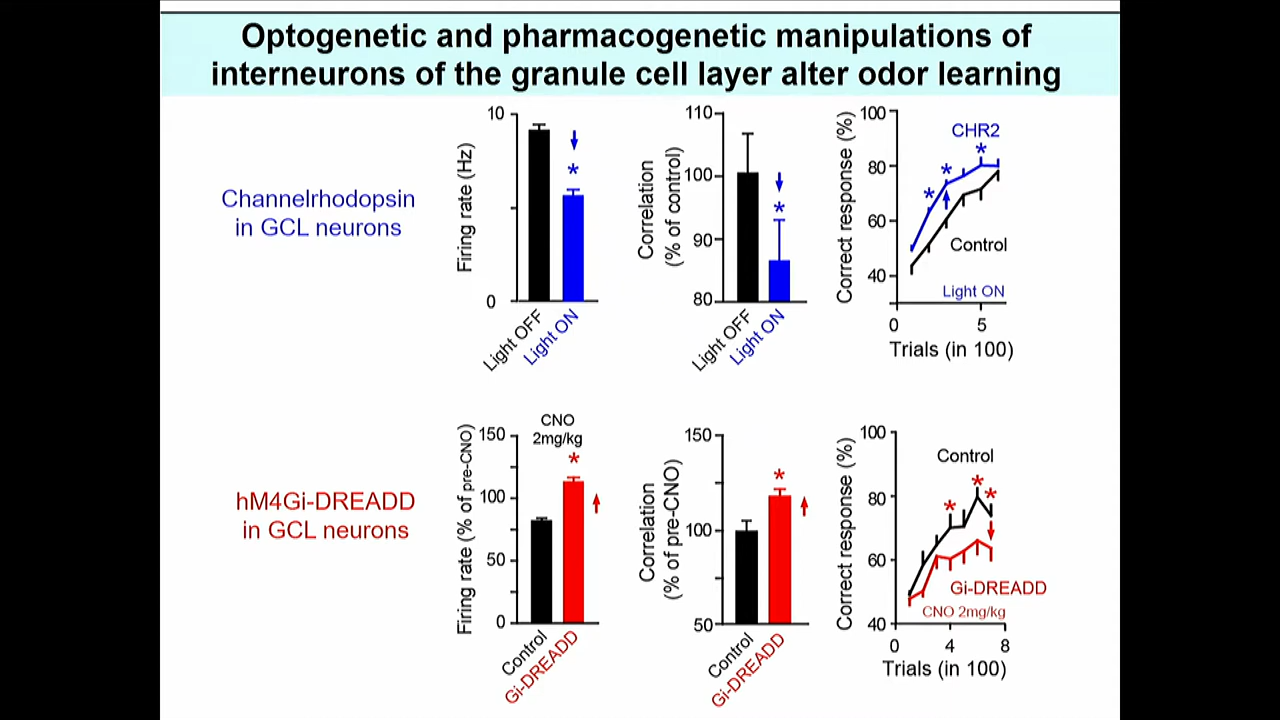 Optogenetic and pharmacogenetic manipulations of
interneurons of the granule cell layer alter odor learning
Channelrhodopsin
in GCL neurons
Firing rate (Hz)
10
0
Light OFF
Light ON
*
Correlation
(% of control)
110
100
90
80
Light OFF
Light ON
*
Correct response (%)
100
80
60
40
CHR2
* * *
Control
Light ON
0 5
Trials (in 100)
hM4Gi-DREADD
in GCL neurons
Firing rate (% of pre-CNO)
150
100
50
0
CNO
2mg/kg
*
Control
Gi-DREADD
Correlation
(% of pre-CNO)
150
100
50
*
Control
Gi-DREADD
Correct response (%)
100
80
60
40
Control
* * *
Gi-DREADD
CNO 2mg/kg
0 4 8
Trials (in 100)